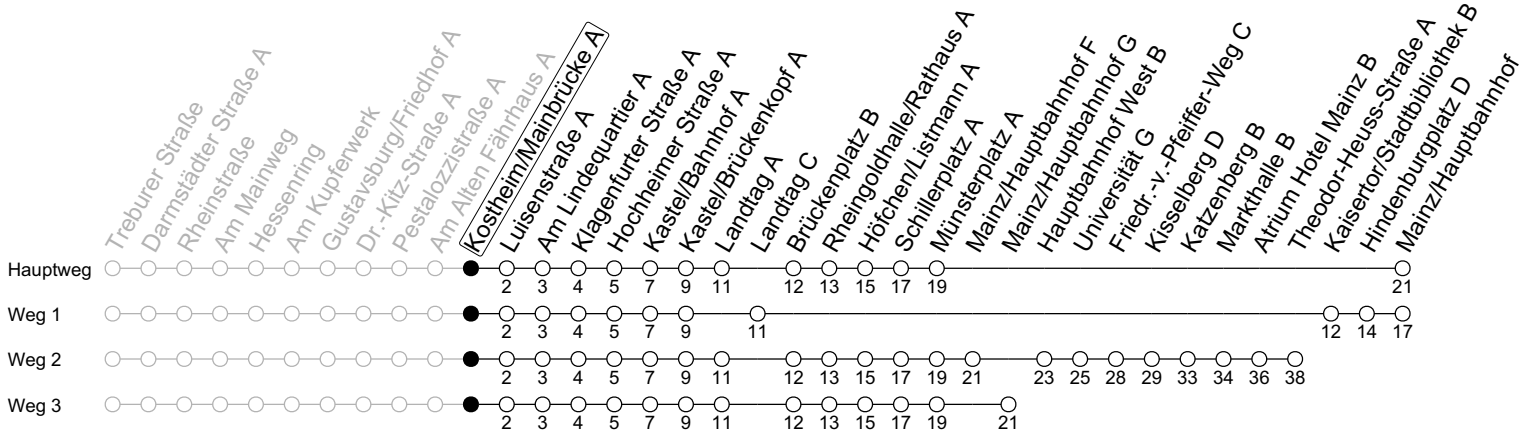 Treburer Straße
Darmstädter Straße A
Rheinstraße
Am Mainweg
Hessenring
Am Kupferwerk
Gustavsburg/Friedhof A
Dr.-Kitz-Straße A
Pestalozzistraße A
Am Alten Fährhaus A
Kostheim/Mainbrücke A
Luisenstraße A
Am Lindequartier A
Klagenfurter Straße A
Hochheimer Straße A
Kastel/Bahnhof A
Kastel/Brückenkopf A
Landtag A
Landtag C
Brückenplatz B
Rheingoldhalle/Rathaus A
Höfchen/Listmann A
Schillerplatz A
Münsterplatz A
Mainz/Hauptbahnhof F
Mainz/Hauptbahnhof G
Hauptbahnhof West B
Universität G
Friedr.-v.-Pfeiffer-Weg C
Kisselberg D
Katzenberg B
Markthalle B
Atrium Hotel Mainz B
Theodor-Heuss-Straße A
Kaisertor/Stadtbibliothek B
Hindenburgplatz D
Mainz/Hauptbahnhof
Hauptweg
2 3 4 5 7 9 11 12 13 15 17 19 21
Weg 1
2 3 4 5 7 9 11 12 14 17
Weg 2
2 3 4 5 7 9 11 12 13 15 17 19 21 23 25 28 29 33 34 36 38
Weg 3
2 3 4 5 7 9 11 12 13 15 17 19 21